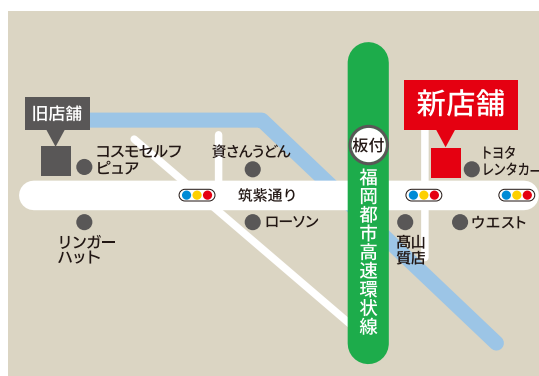 旧店舗
新店舗
コスモセルフ
ピュア
資さんうどん
板付
トヨタ
レンタカー
筑紫通り
福岡都市高速環状線
リンガー
ハット
ローソン
髙山
質店
ウエスト